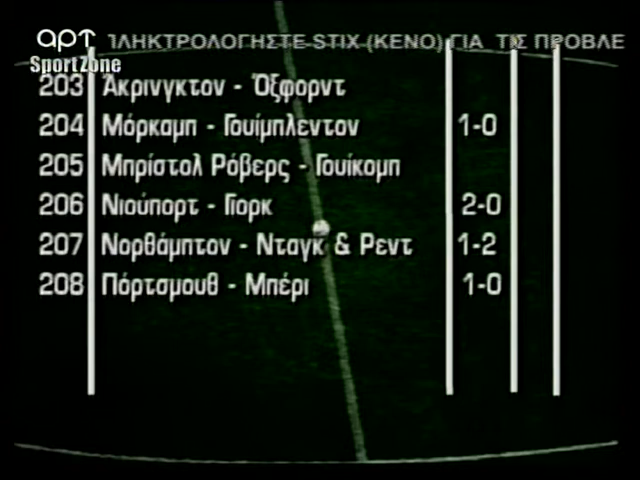 αρτ ΠΛΗΚΤΡΟΛΟΓΗΣΤΕ STIX (ΚΕΝΟ) ΓΙΑ ΤΙΣ ΠΡΟΒΛΕ
SportZone
203 Άκρινγκτον - Όξφορντ
204 Μόρκαμπ - Γουίμπλεντον 1-0
205 Μπρίστολ Ρόβερς - Γουίκομπ
206 Νιούπορτ - Γιορκ 2-0
207 Νορθάμπτον - Νταγκ & Ρεντ 1-2
208 Πόρτσμουθ - Μπέρι 1-0